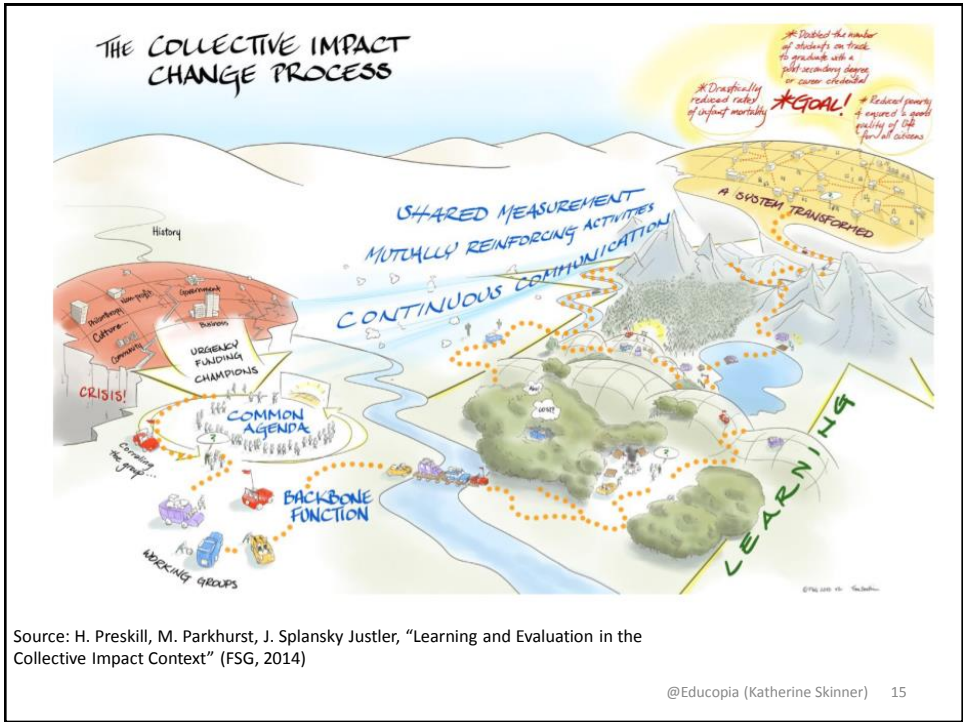 THE COLLECTIVE IMPACT
CHANGE PROCESS
* Doubled the number
of students on track
to graduate with a
post-secondary degree
or career credential
* Drastically
reduced rates
of infant mortality
* GOAL!
* Reduced poverty
+ ensured a good
quality of life
for all citizens
A SYSTEM TRANSFORMED
SHARED MEASUREMENT
MUTUALLY REINFORCING ACTIVITIES
CONTINUOUS COMMUNICATION
History
Government
Non-profit
Philanthropy
Business
Culture...
Community
URGENCY
FUNDING
CHAMPIONS
CRISIS!
COMMON
AGENDA
?
Corralling
the group...
BACKBONE
FUNCTION
WORKING GROUPS
LOST?
?
LEARNING
Source: H. Preskill, M. Parkhurst, J. Splansky Justler, “Learning and Evaluation in the
Collective Impact Context” (FSG, 2014)
@Educopia (Katherine Skinner) 15